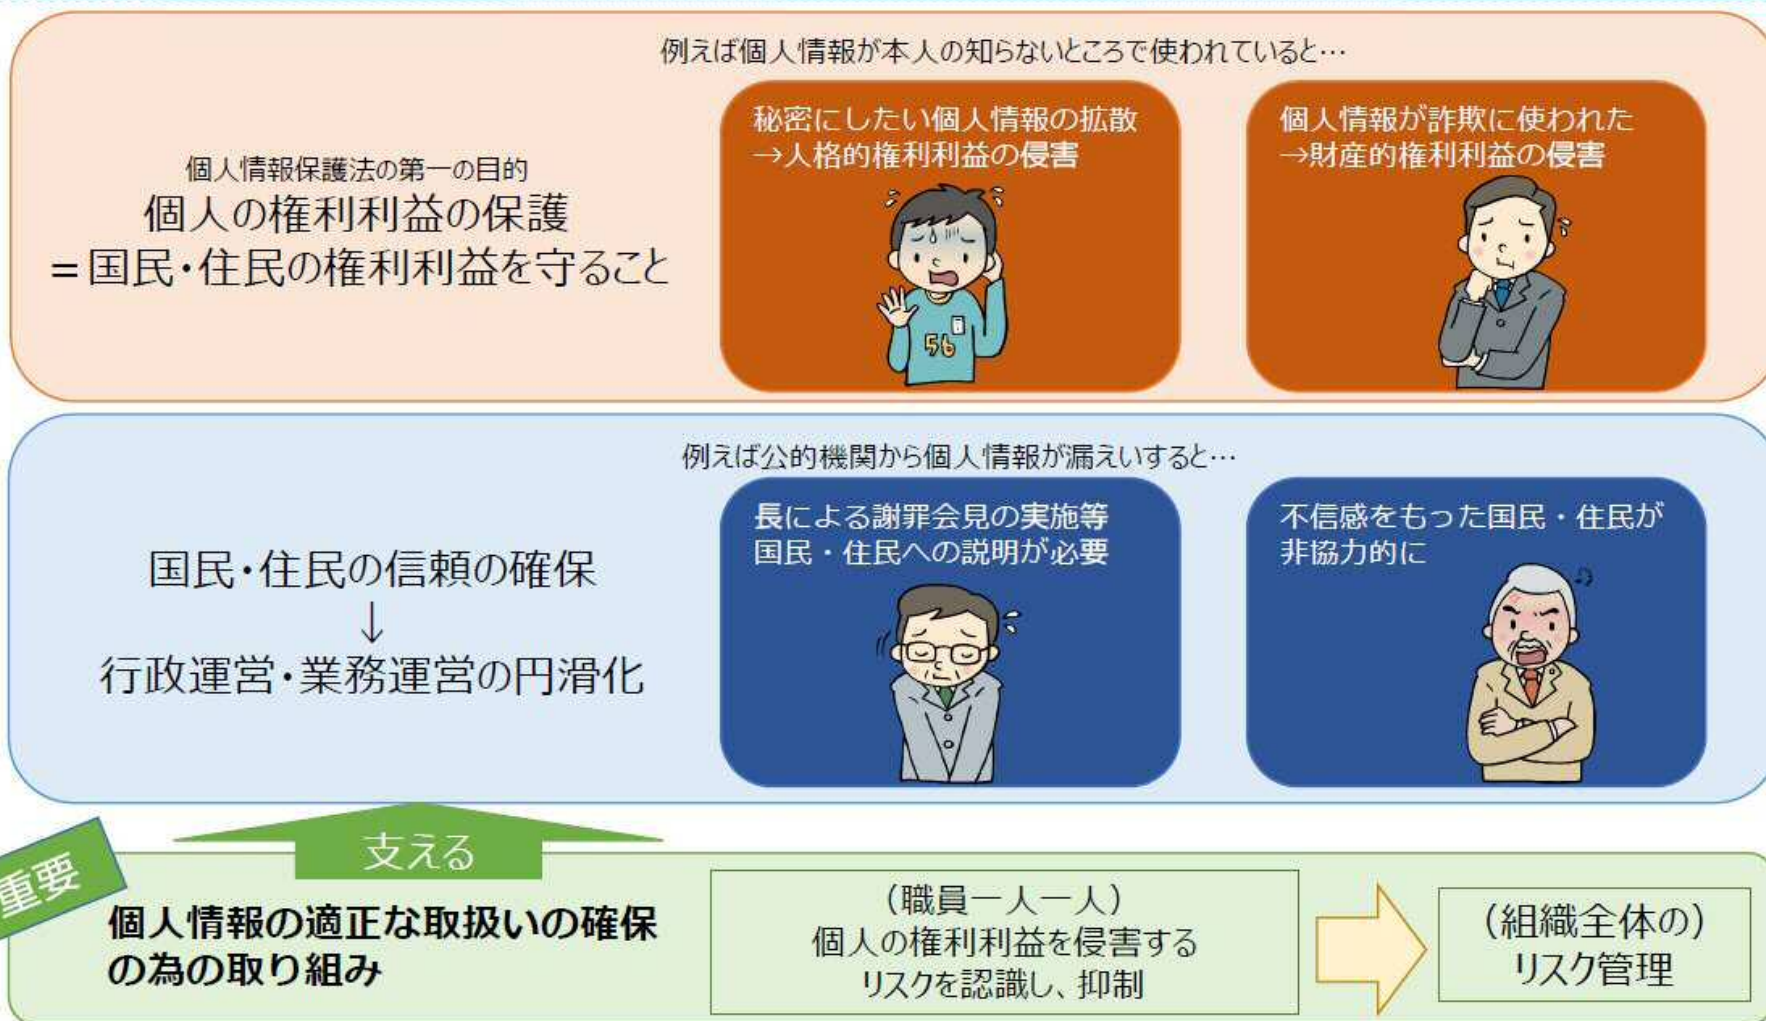 例えば個人情報が本人の知らないところで使われていると…
個人情報保護法の第一の目的
個人の権利利益の保護
＝国民・住民の権利利益を守ること
秘密にしたい個人情報の拡散
→人格的権利利益の侵害
56
個人情報が詐欺に使われた
→財産的権利利益の侵害
例えば公的機関から個人情報が漏えいすると…
国民・住民の信頼の確保
↓
行政運営・業務運営の円滑化
長による謝罪会見の実施等
国民・住民への説明が必要
不信感をもった国民・住民が
非協力的に
支える
重要
個人情報の適正な取扱いの確保
の為の取り組み
（職員一人一人）
個人の権利利益を侵害する
リスクを認識し、抑制
（組織全体の）
リスク管理